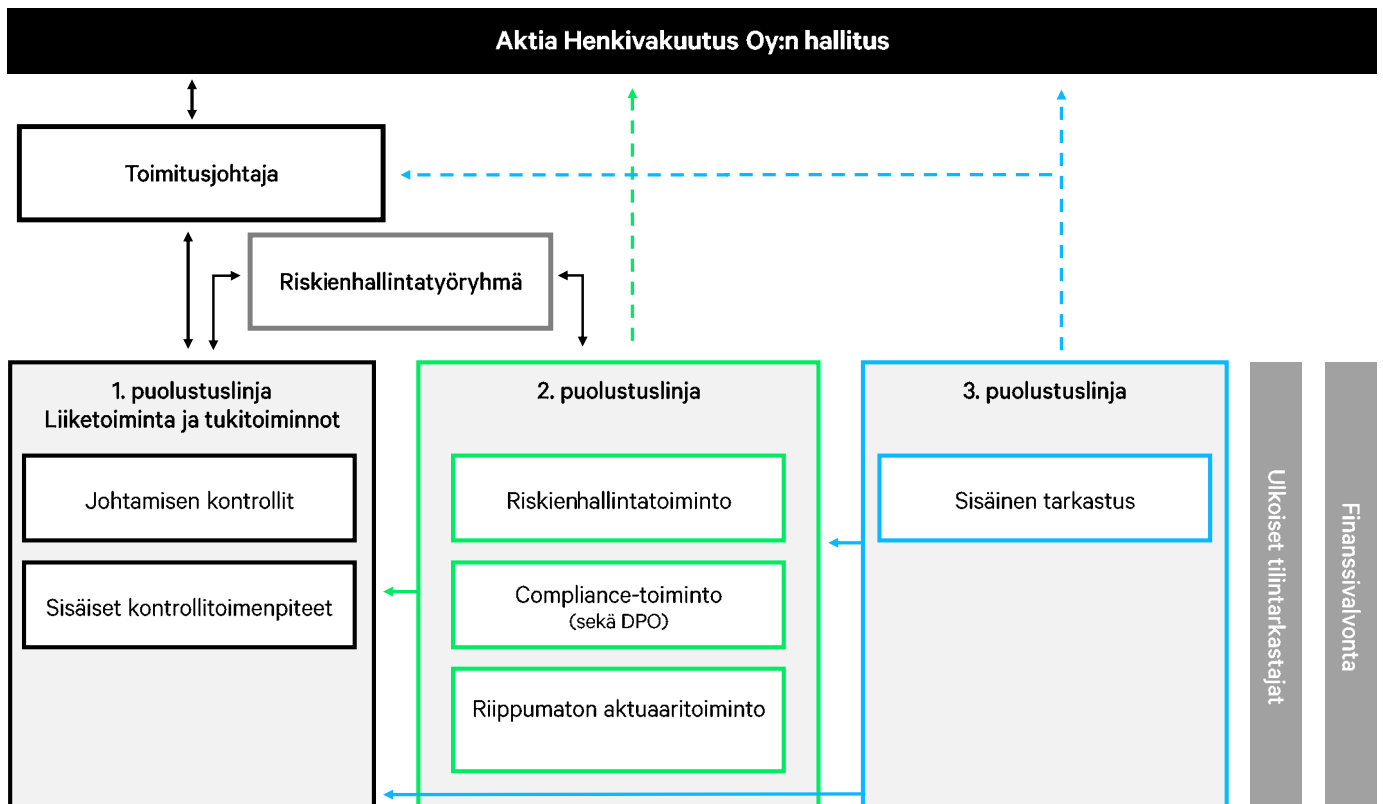 Aktia Henkivakuutus Oy:n hallitus
Toimitusjohtaja
Riskienhallintatyöryhmä
1. puolustuslinja
Liiketoiminta ja tukitoiminnot
Johtamisen kontrollit
Sisäiset kontrollitoimenpiteet
2. puolustuslinja
Riskienhallintatoiminto
Compliance-toiminto
(sekä DPO)
Riippumaton aktuaaritoiminto
3. puolustuslinja
Sisäinen tarkastus
Ulkoiset tilintarkastajat
Finanssivalvonta